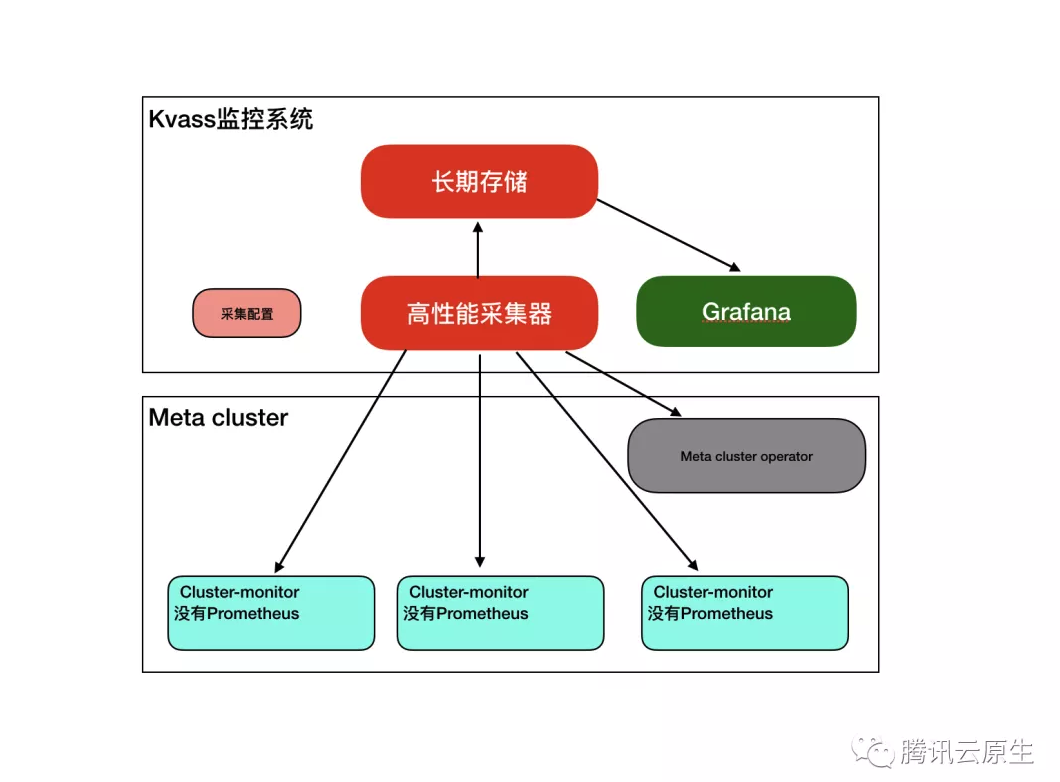 Kvass监控系统
长期存储
采集配置
高性能采集器
Grafana
Meta cluster
Meta cluster operator
Cluster-monitor
没有Prometheus
Cluster-monitor
没有Prometheus
Cluster-monitor
没有Prometheus
腾讯云原生